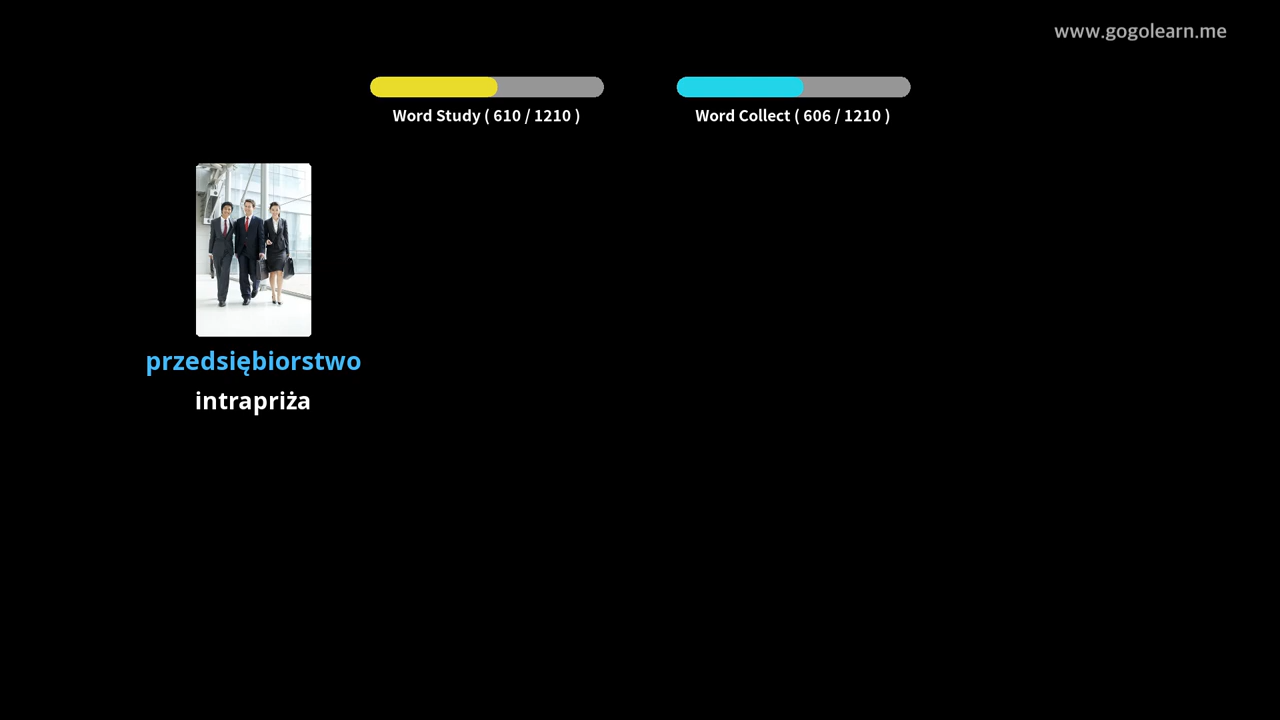 www.gogolearn.me
Word Study ( 610 / 1210 )
Word Collect ( 606 / 1210 )
przedsiębiorstwo
intrapriża